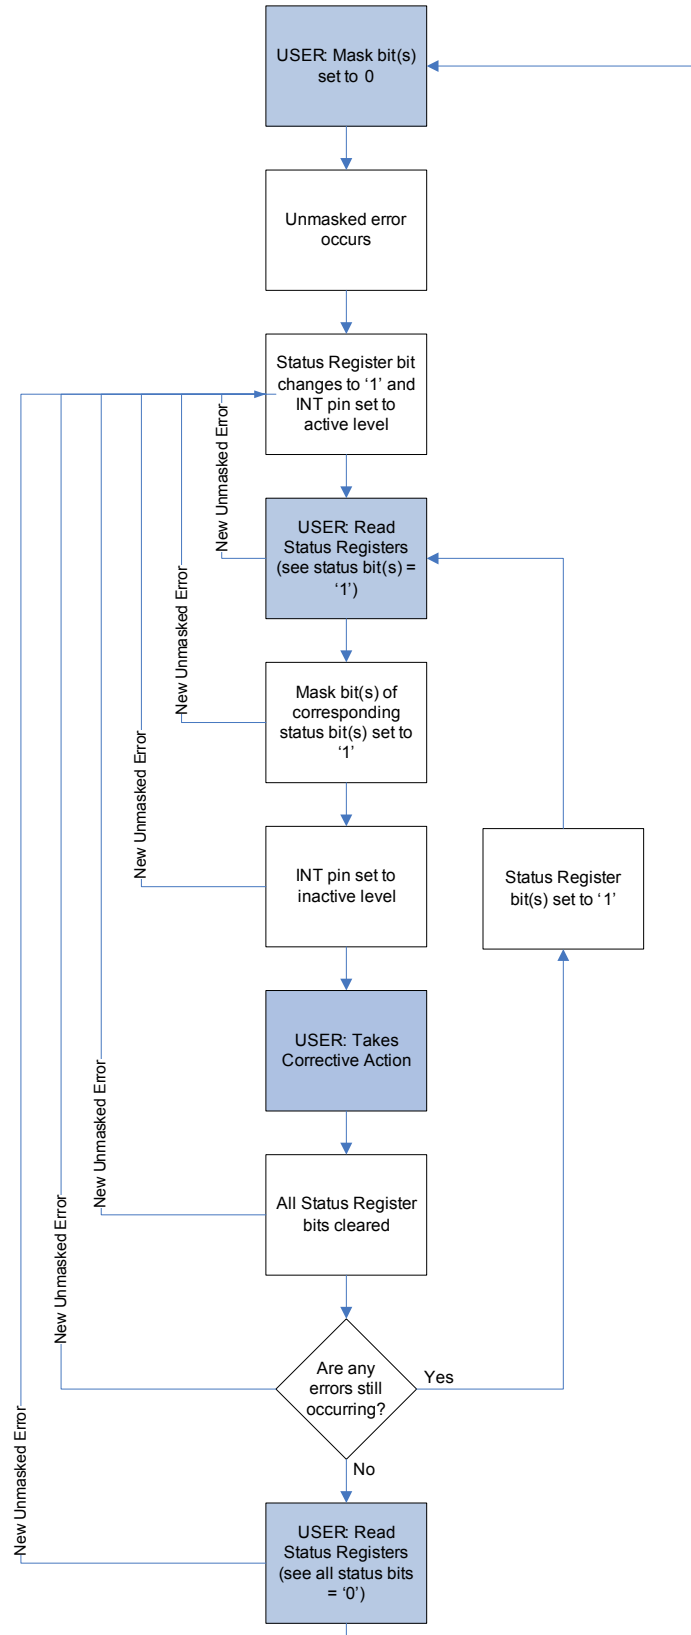 USER: Mask bit(s)
set to 0
Unmasked error
occurs
Status Register bit
changes to ‘1’ and
INT pin set to
active level
New Unmasked Error
USER: Read
Status Registers
(see status bit(s) =
‘1’)
New Unmasked Error
Mask bit(s) of
corresponding
status bit(s) set to
‘1’
New Unmasked Error
INT pin set to
inactive level
Status Register
bit(s) set to ‘1’
USER: Takes
Corrective Action
New Unmasked Error
All Status Register
bits cleared
New Unmasked Error
Are any
errors still
occurring?
Yes
No
New Unmasked Error
USER: Read
Status Registers
(see all status bits
= ‘0’)